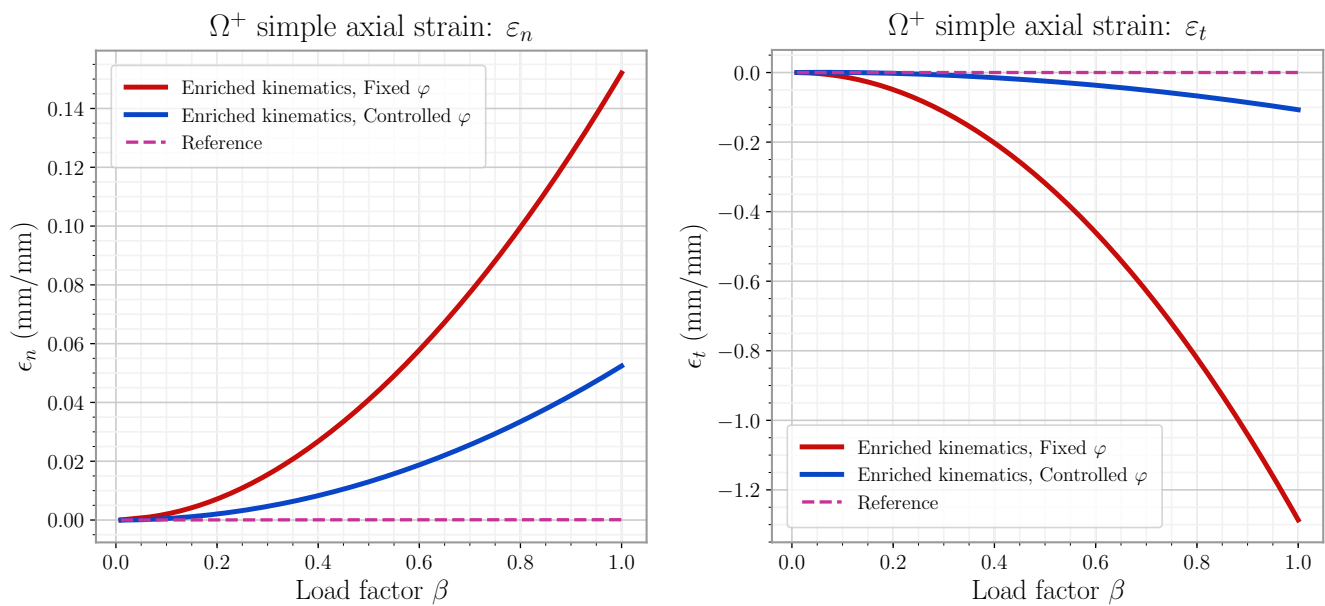 Ω⁺ simple axial strain: εₙ
0.14
0.12
0.10
0.08
0.06
0.04
0.02
0.00
ϵₙ (mm/mm)
Enriched kinematics, Fixed φ
Enriched kinematics, Controlled φ
Reference
0.0 0.2 0.4 0.6 0.8 1.0
Load factor β
Ω⁺ simple axial strain: εₜ
0.0
−0.2
−0.4
−0.6
−0.8
−1.0
−1.2
ϵₜ (mm/mm)
Enriched kinematics, Fixed φ
Enriched kinematics, Controlled φ
Reference
0.0 0.2 0.4 0.6 0.8 1.0
Load factor β